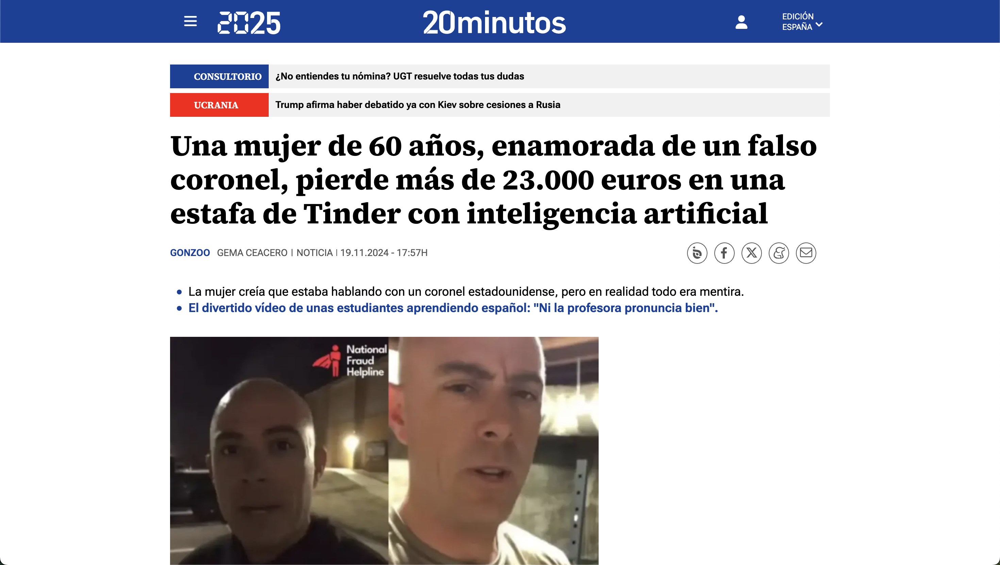 2025
20minutos
EDICIÓN
ESPAÑA
CONSULTORIO ¿No entiendes tu nómina? UGT resuelve todas tus dudas
UCRANIA Trump afirma haber debatido ya con Kiev sobre cesiones a Rusia
Una mujer de 60 años, enamorada de un falso
coronel, pierde más de 23.000 euros en una
estafa de Tinder con inteligencia artificial
GONZOO GEMA CEACERO | NOTICIA | 19.11.2024 - 17:57H
La mujer creía que estaba hablando con un coronel estadounidense, pero en realidad todo era mentira.
El divertido vídeo de unas estudiantes aprendiendo español: "Ni la profesora pronuncia bien".
National
Fraud
Helpline